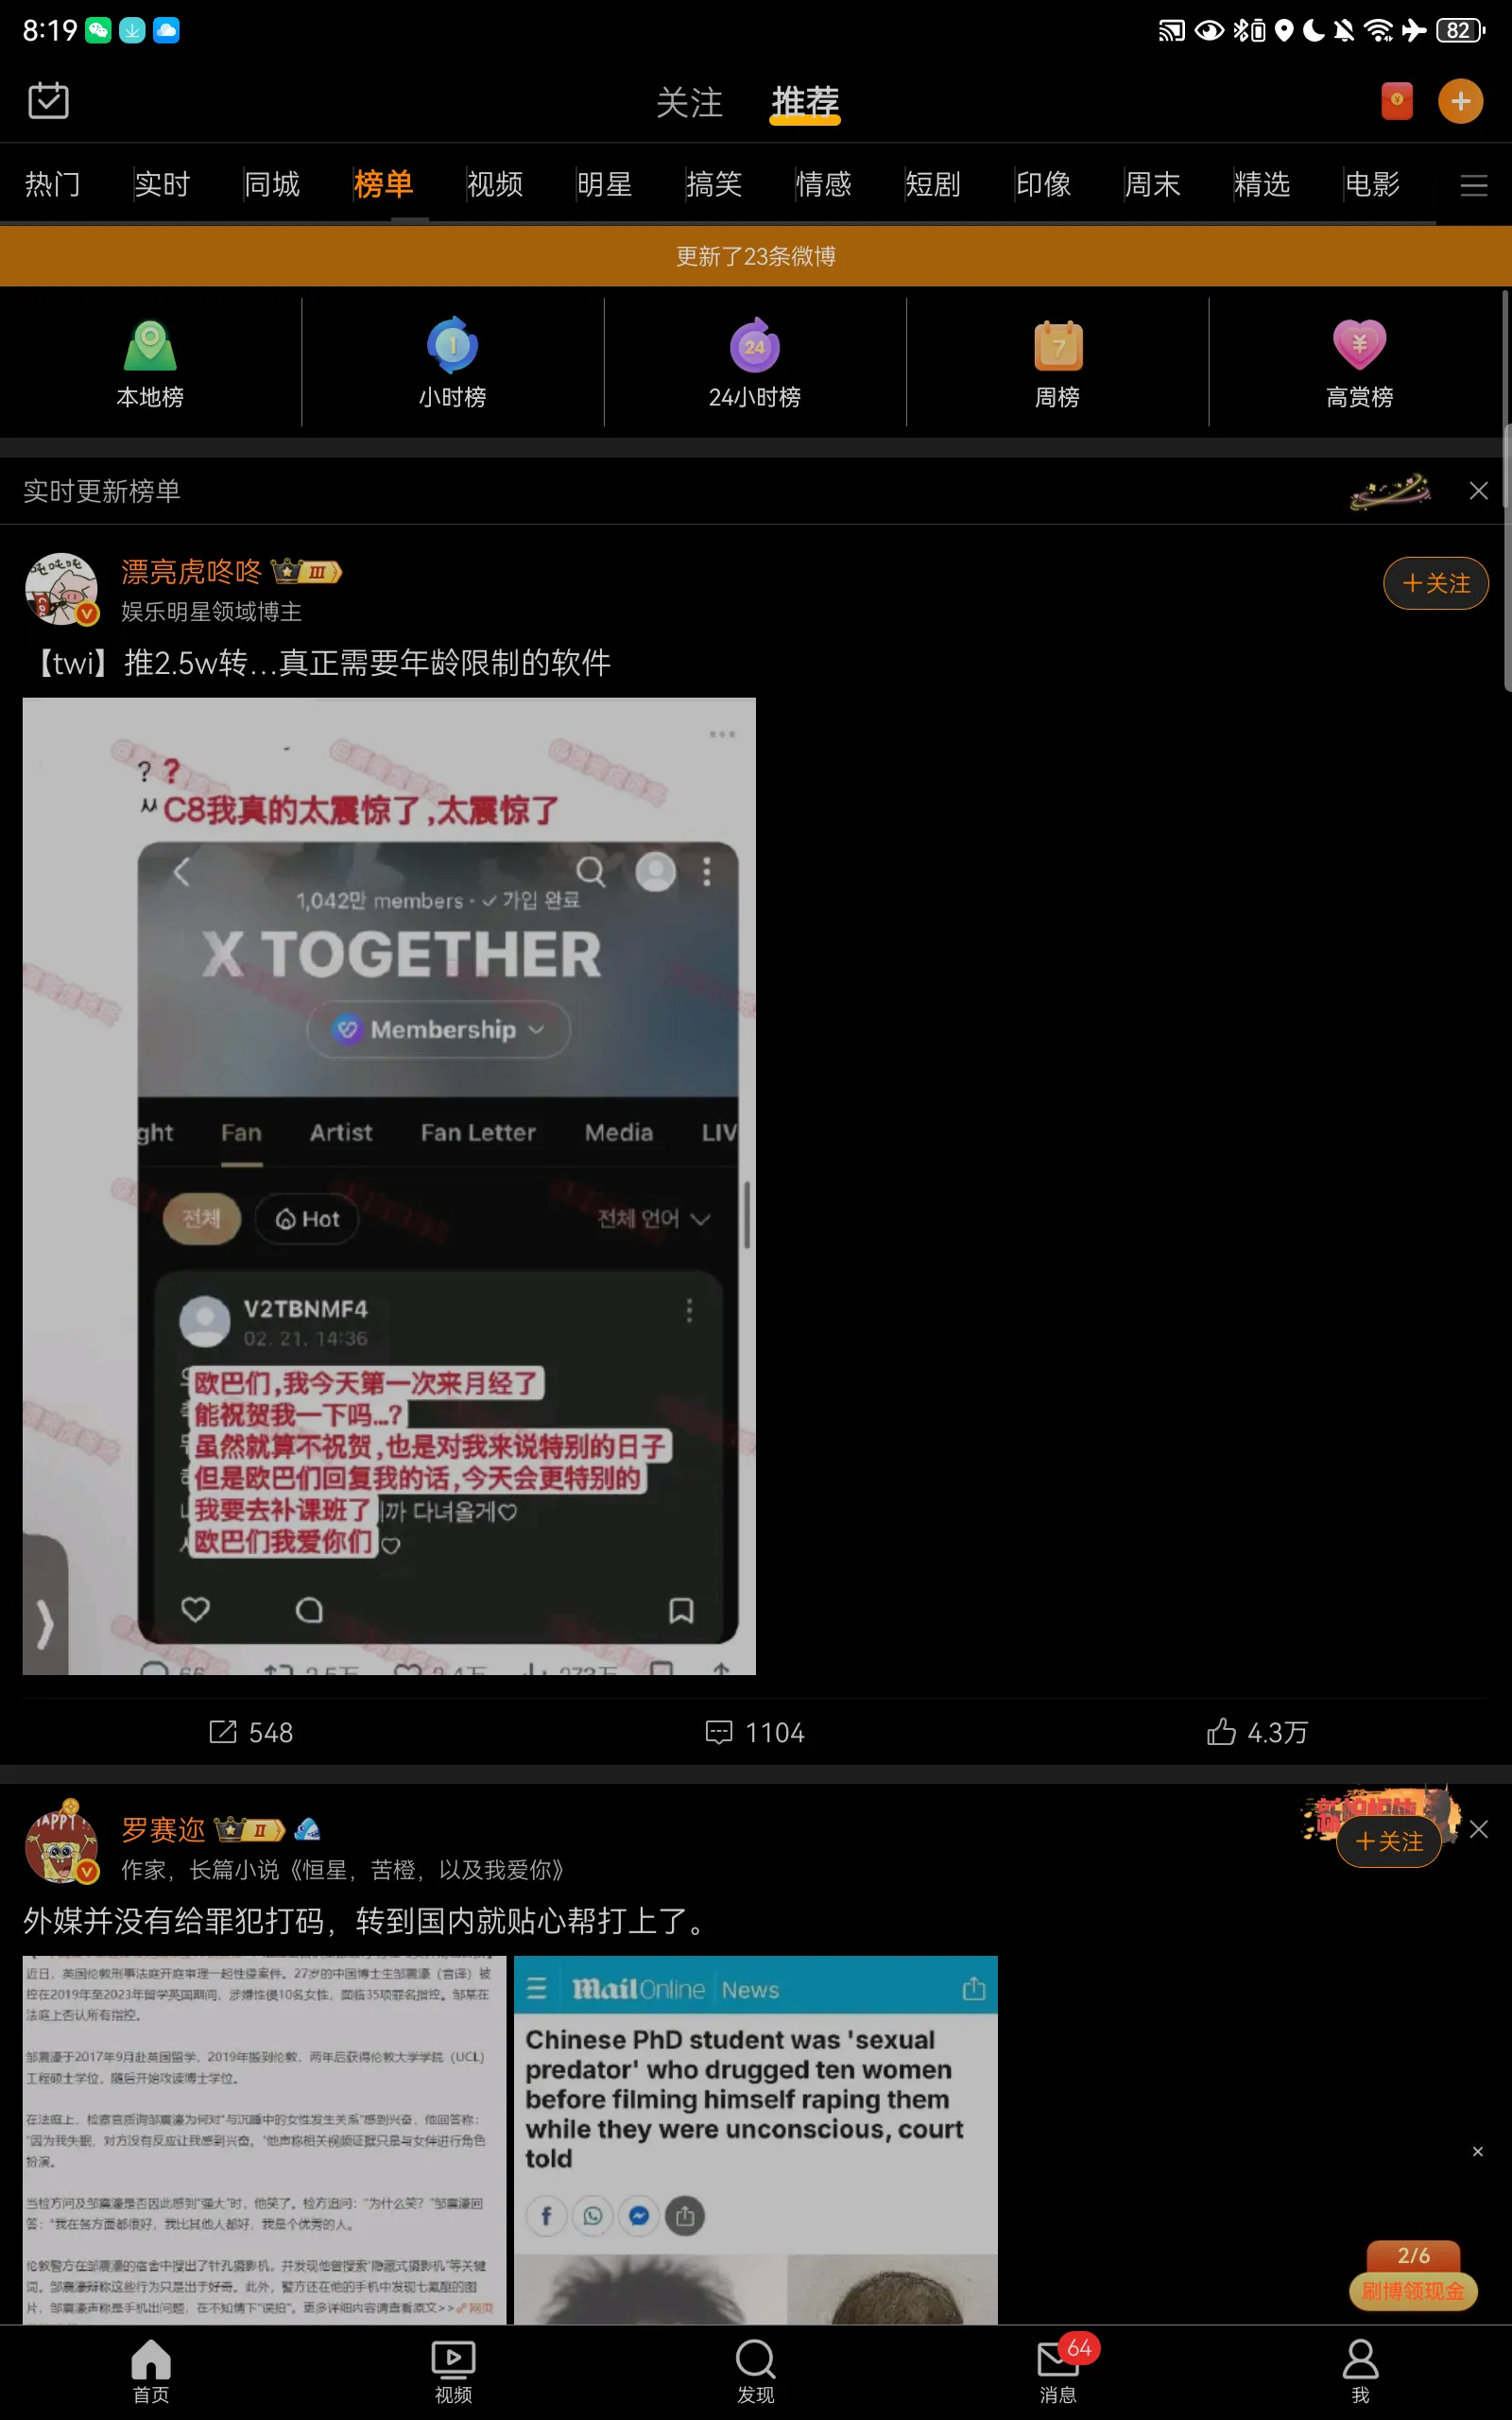 8:19
82
关注 推荐
热门 实时 同城 榜单 视频 明星 搞笑 情感 短剧 印像 周末 精选 电影
更新了23条微博
1 24 7 ¥
本地榜 小时榜 24小时榜 周榜 高赏榜
实时更新榜单
漂亮虎咚咚 III
娱乐明星领域博主
+关注
【twi】推2.5w转…真正需要年龄限制的软件
? ?
C8我真的太震惊了,太震惊了
1,042만 members · ✓ 가입 완료
X TOGETHER
Membership
ght Fan Artist Fan Letter Media LIV
전체 Hot 전체 언어
V2TBNMF4
02. 21. 14:36
欧巴们,我今天第一次来月经了
能祝贺我一下吗...?
虽然就算不祝贺,也是对我来说特别的日子
但是欧巴们回复我的话,今天会更特别的
我要去补课班了 니까 다녀올게♡
欧巴们我爱你们 ♡
548 1104 4.3万
罗赛迩 II
作家，长篇小说《恒星，苦橙，以及我爱你》
+关注
外媒并没有给罪犯打码，转到国内就贴心帮打上了。
近日，英国伦敦刑事法庭开庭审理一起性侵案件。27岁的中国博士生邹震濠（音译）被
控在2019年至2023年留学英国期间，涉嫌性侵10名女性，面临35项罪名指控。邹某在
法庭上否认所有指控。
邹震濠于2017年9月赴英国留学，2019年搬到伦敦，两年后获得伦敦大学学院（UCL）
工程硕士学位，随后开始攻读博士学位。
在法庭上，检察官质询邹震濠为何对“与沉睡中的女性发生关系”感到兴奋，他回答称：
“因为我失眠，对方没有反应让我感到兴奋。”他声称相关视频证据只是与女伴进行角色
扮演。
当检方问及邹震濠是否因此感到“强大”时，他笑了。检方追问：“为什么笑？”邹震濠回
答：“我在各方面都很好，我比其他人都好，我是个优秀的人。
伦敦警方在邹震濠的宿舍中搜出了针孔摄影机，并发现他曾搜索“隐藏式摄影机”等关键
词。邹震濠辩称这些行为只是出于好奇。此外，警方还在他的手机中发现七氟醚的图
片，邹震濠声称是手机出问题，在不知情下“误拍”。更多详细内容请查看原文>>网页
MailOnline News
Chinese PhD student was 'sexual
predator' who drugged ten women
before filming himself raping them
while they were unconscious, court
told
2/6
刷博领现金
64
首页 视频 发现 消息 我